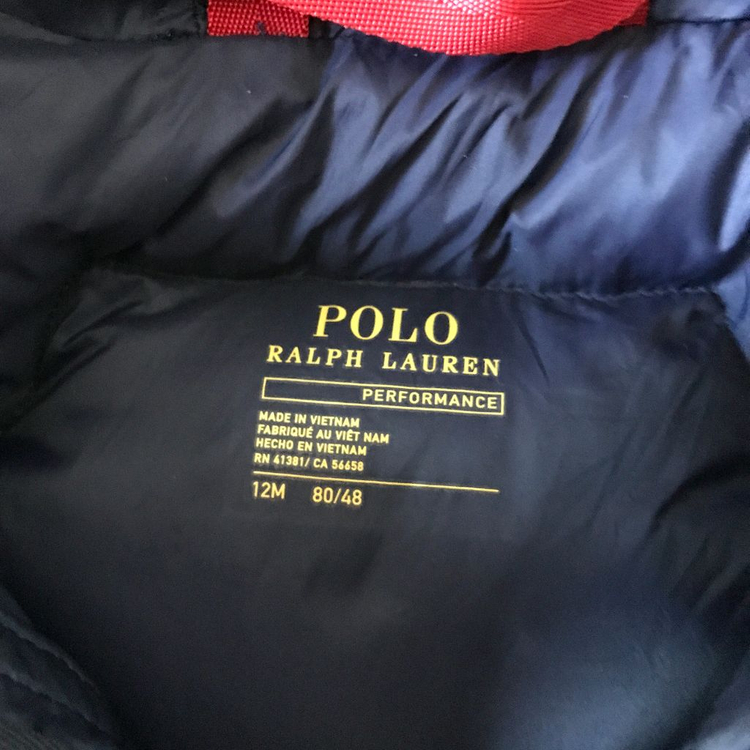 POLO
RALPH LAUREN
PERFORMANCE
MADE IN VIETNAM
FABRIQUÉ AU VIÊT NAM
HECHO EN VIETNAM
RN 41381/ CA 56658
12M 80/48